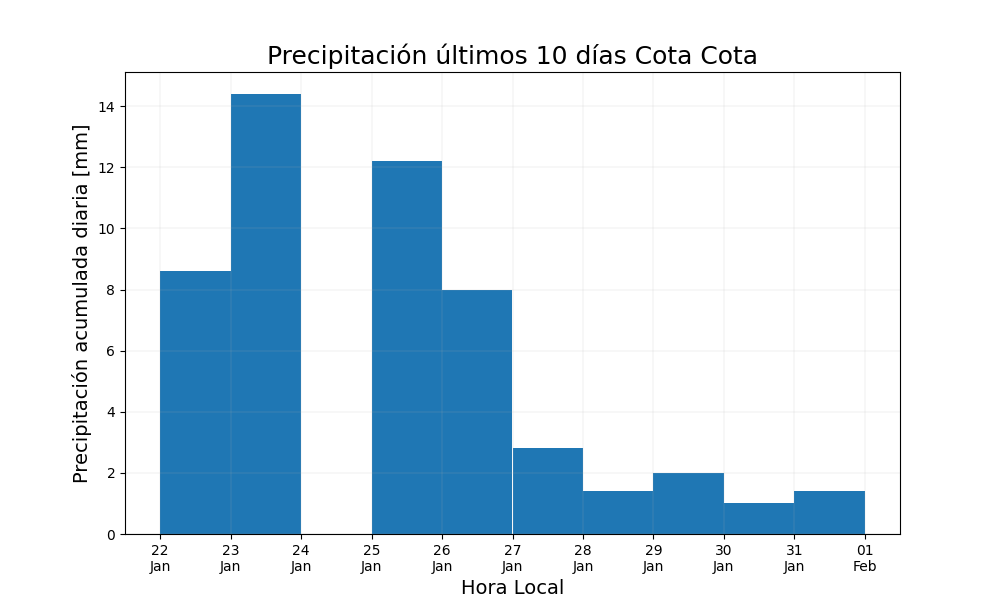 Precipitación últimos 10 días Cota Cota
Precipitación acumulada diaria [mm]
14
12
10
8
6
4
2
0
22 23 24 25 26 27 28 29 30 31 01
Jan Jan Jan Jan Jan Jan Jan Jan Jan Jan Feb
Hora Local